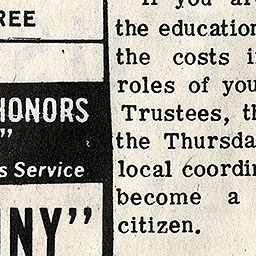 REE
HONORS
”
s Service
NY”
If you
the education
the costs
roles of you
Trustees, th
the Thursda
local coordin
become a
citizen.